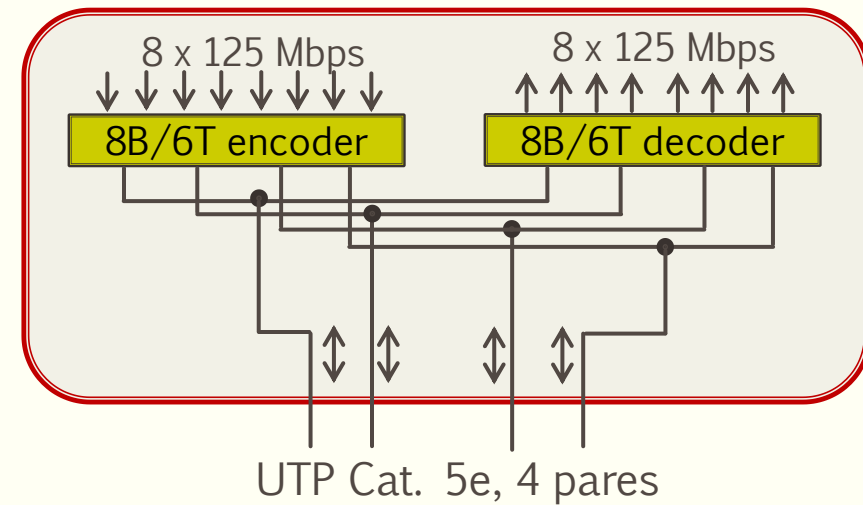 8 x 125 Mbps
8 x 125 Mbps
8B/6T encoder
8B/6T decoder
UTP Cat. 5e, 4 pares